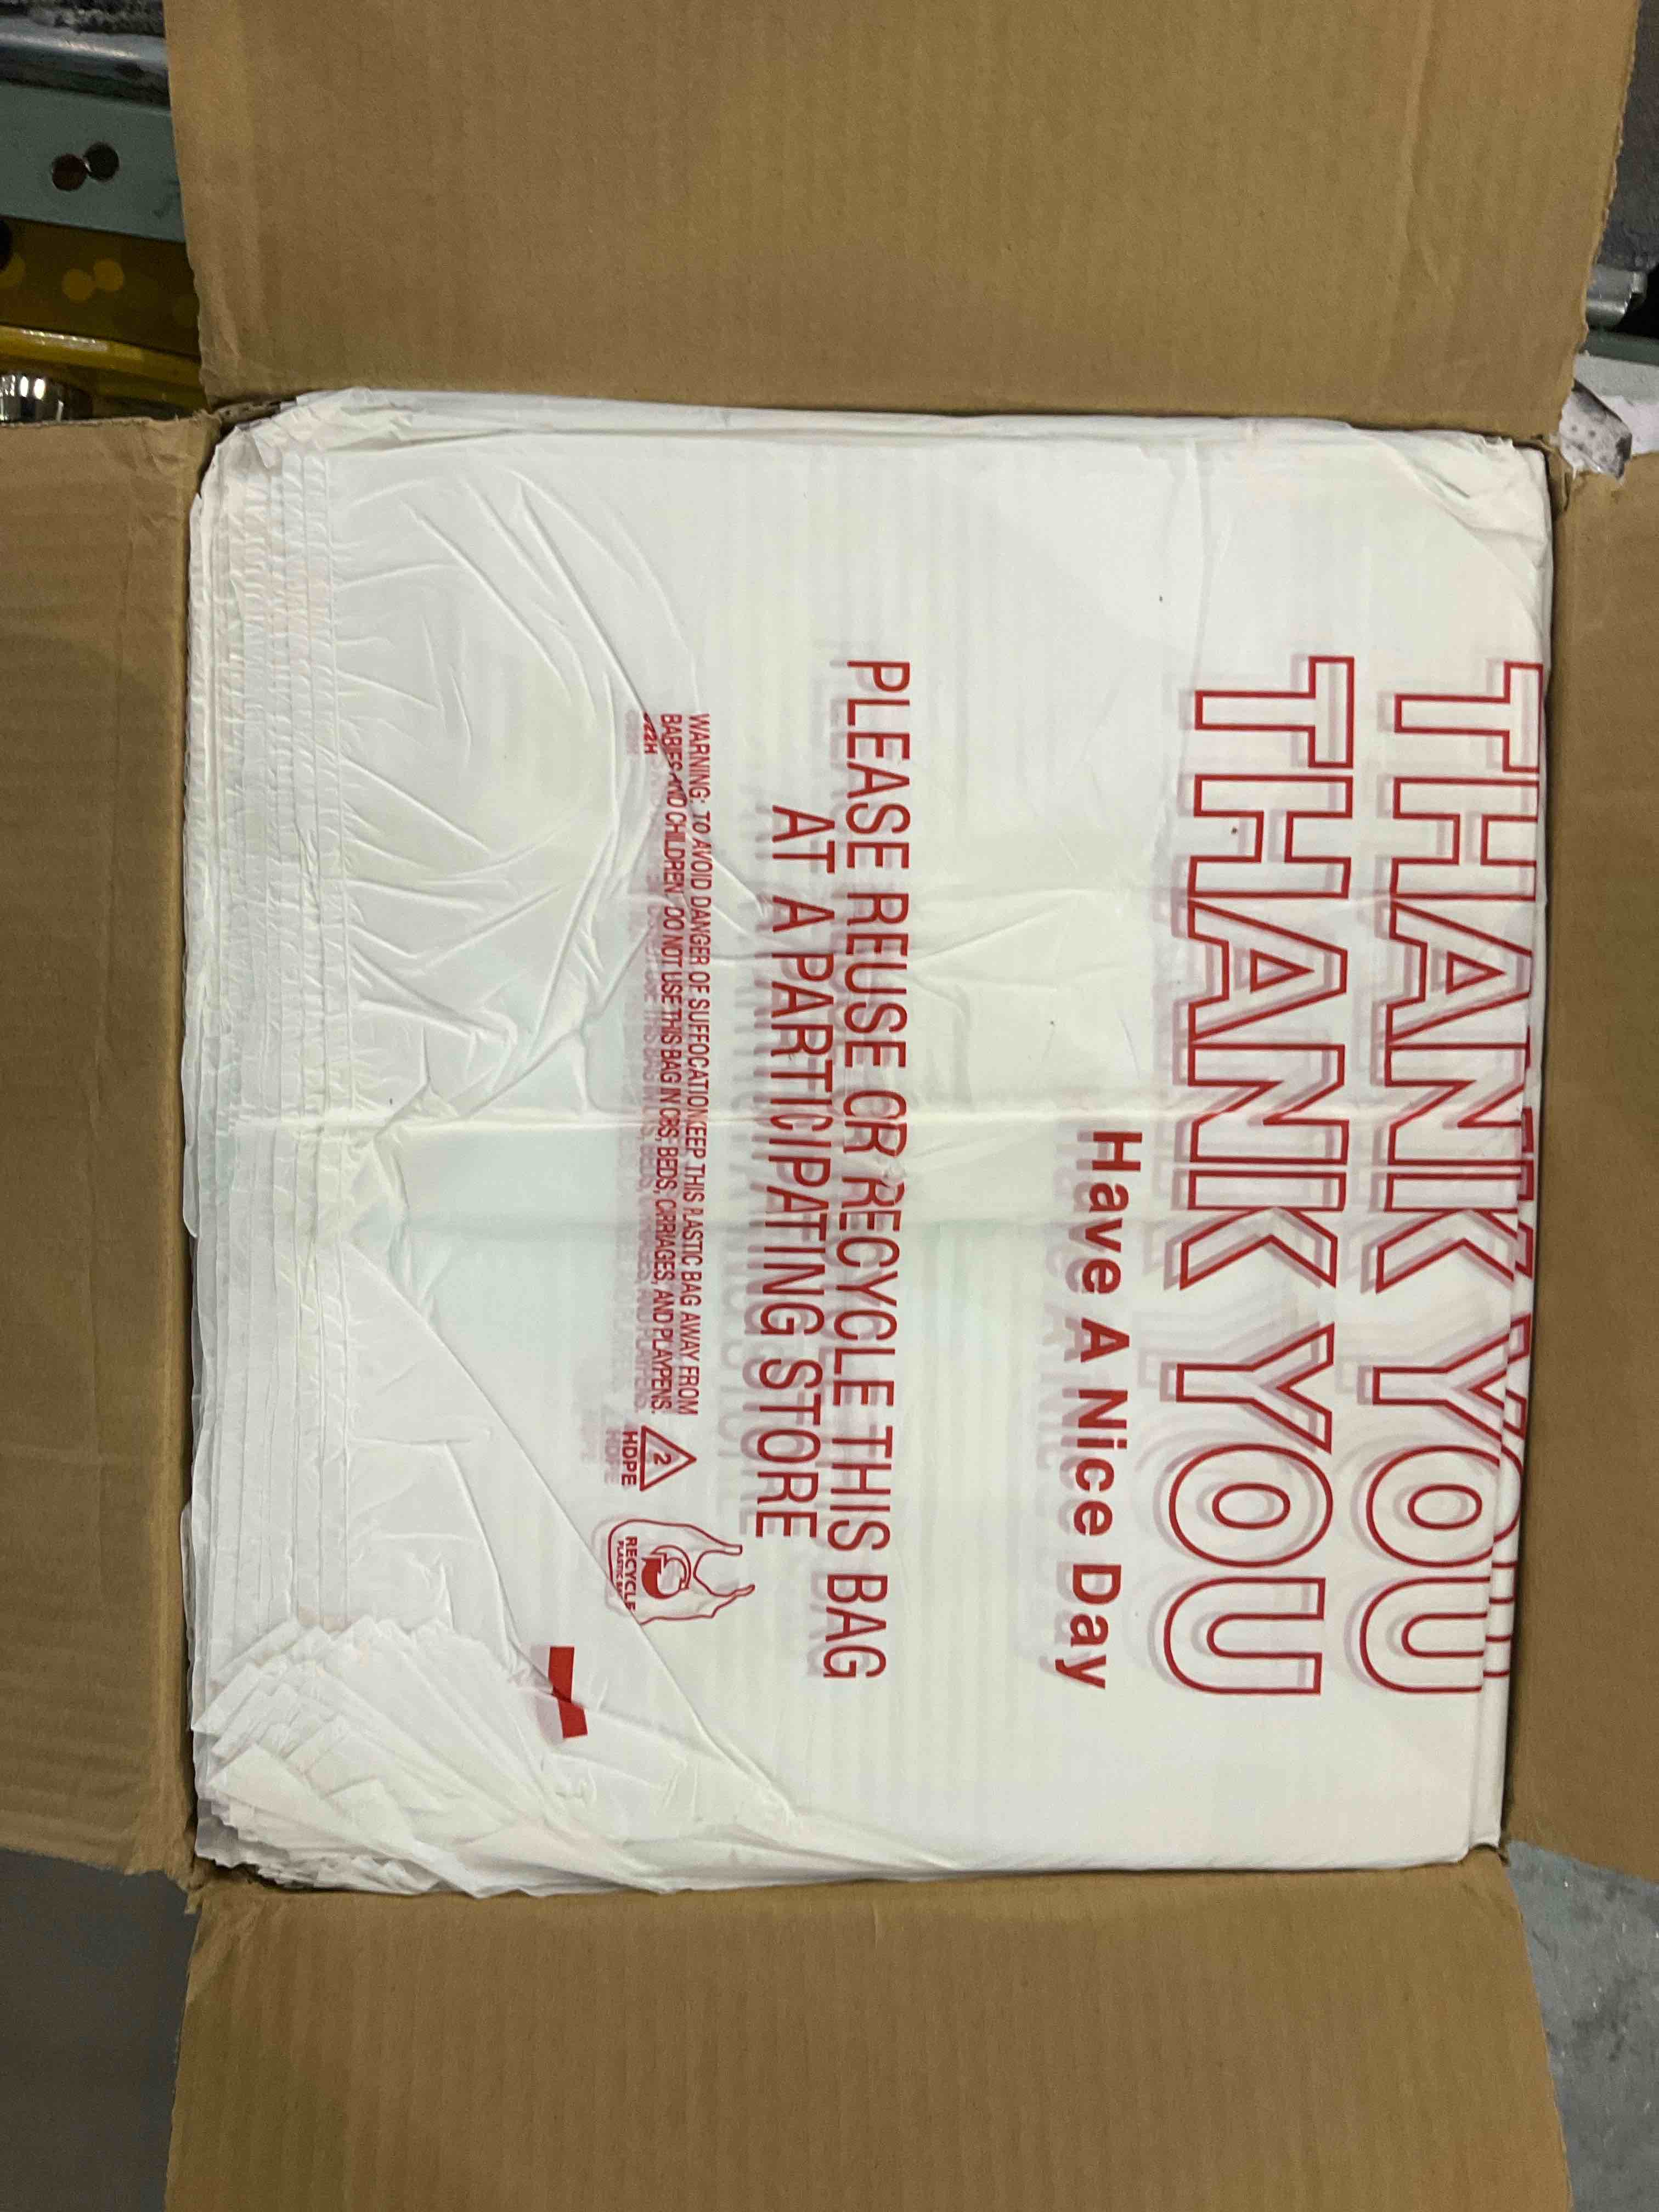 THANK YOU
THANK YOU
Have A Nice Day
PLEASE REUSE OR RECYCLE THIS BAG
AT A PARTICIPATING STORE
WARNING: TO AVOID DANGER OF SUFFOCATION KEEP THIS PLASTIC BAG AWAY FROM
BABIES AND CHILDREN. DO NOT USE THIS BAG IN CRIBS, BEDS, CARRIAGES, AND PLAYPENS.
2
HDPE
RECYCLE
PLASTIC